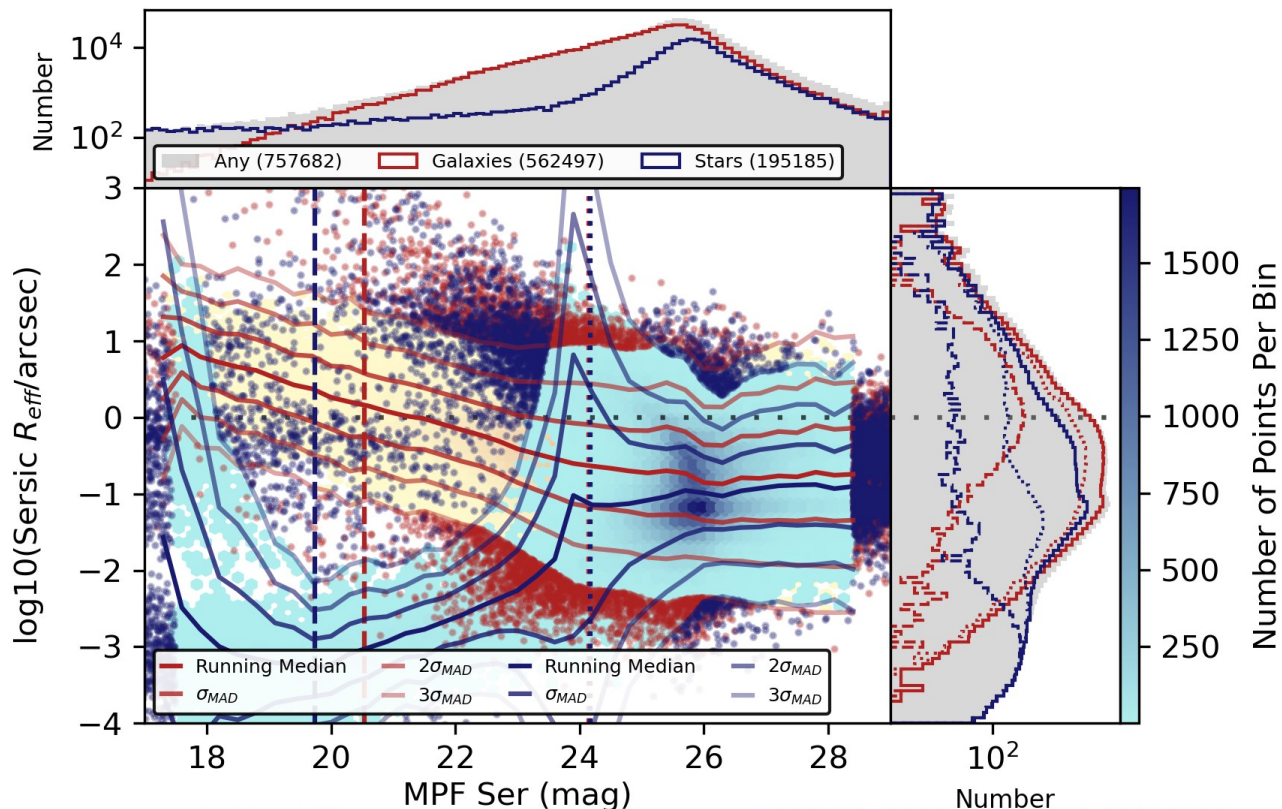 Number
10^4
10^2
Any (757682) Galaxies (562497) Stars (195185)
log10(Sersic R_eff/arcsec)
3
2
1
0
−1
−2
−3
−4
Running Median 2σ_MAD Running Median 2σ_MAD
σ_MAD 3σ_MAD σ_MAD 3σ_MAD
18 20 22 24 26 28
MPF Ser (mag)
10^2
Number
1500
1250
1000
750
500
250
Number of Points Per Bin